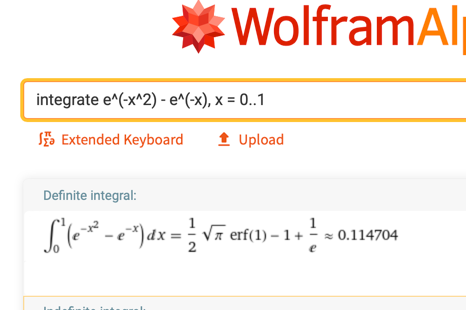 WolframAl
integrate e^(-x^2) - e^(-x), x = 0..1
Extended Keyboard Upload
Definite integral:
∫₀¹(e^{-x²} - e^{-x}) dx = 1/2 √π erf(1) - 1 + 1/e ≈ 0.114704